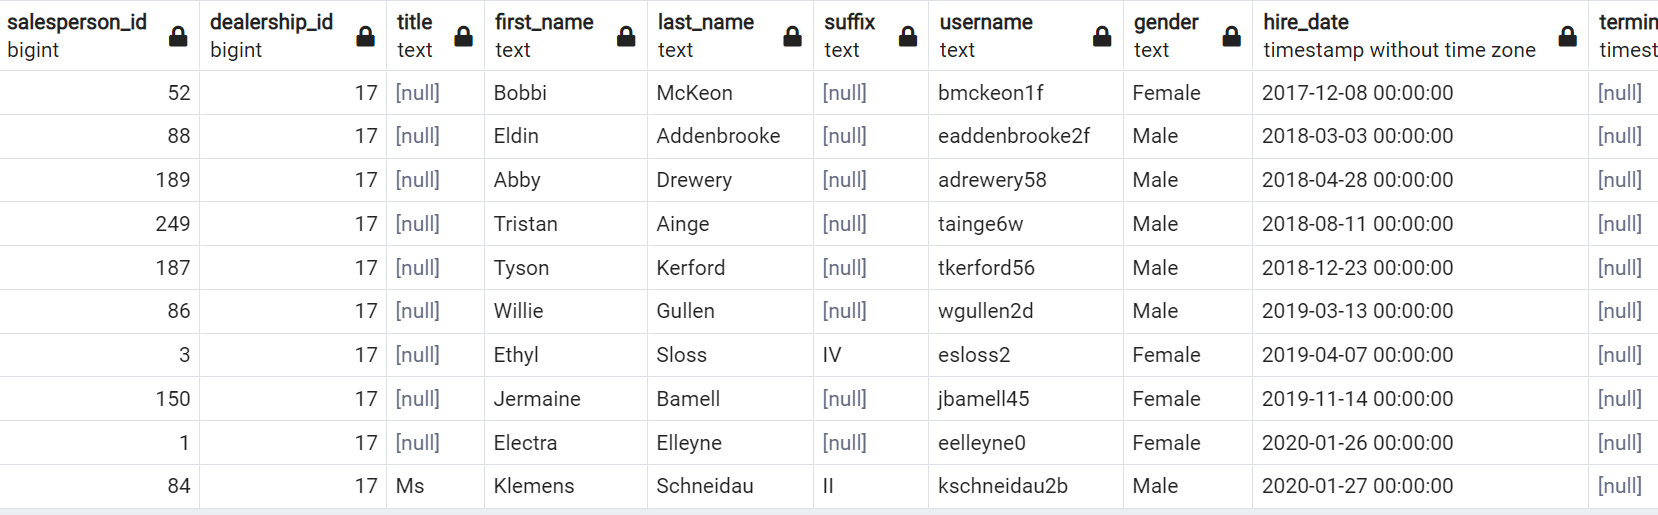 salesperson_id dealership_id title first_name last_name suffix username gender hire_date termin
bigint bigint text text text text text text timestamp without time zone timest
52 17 [null] Bobbi McKeon [null] bmckeon1f Female 2017-12-08 00:00:00 [null]
88 17 [null] Eldin Addenbrooke [null] eaddenbrooke2f Male 2018-03-03 00:00:00 [null]
189 17 [null] Abby Drewery [null] adrewery58 Male 2018-04-28 00:00:00 [null]
249 17 [null] Tristan Ainge [null] tainge6w Male 2018-08-11 00:00:00 [null]
187 17 [null] Tyson Kerford [null] tkerford56 Male 2018-12-23 00:00:00 [null]
86 17 [null] Willie Gullen [null] wgullen2d Male 2019-03-13 00:00:00 [null]
3 17 [null] Ethyl Sloss IV esloss2 Female 2019-04-07 00:00:00 [null]
150 17 [null] Jermaine Bamell [null] jbamell45 Female 2019-11-14 00:00:00 [null]
1 17 [null] Electra Elleyne [null] eelleyne0 Female 2020-01-26 00:00:00 [null]
84 17 Ms Klemens Schneidau II kschneidau2b Male 2020-01-27 00:00:00 [null]